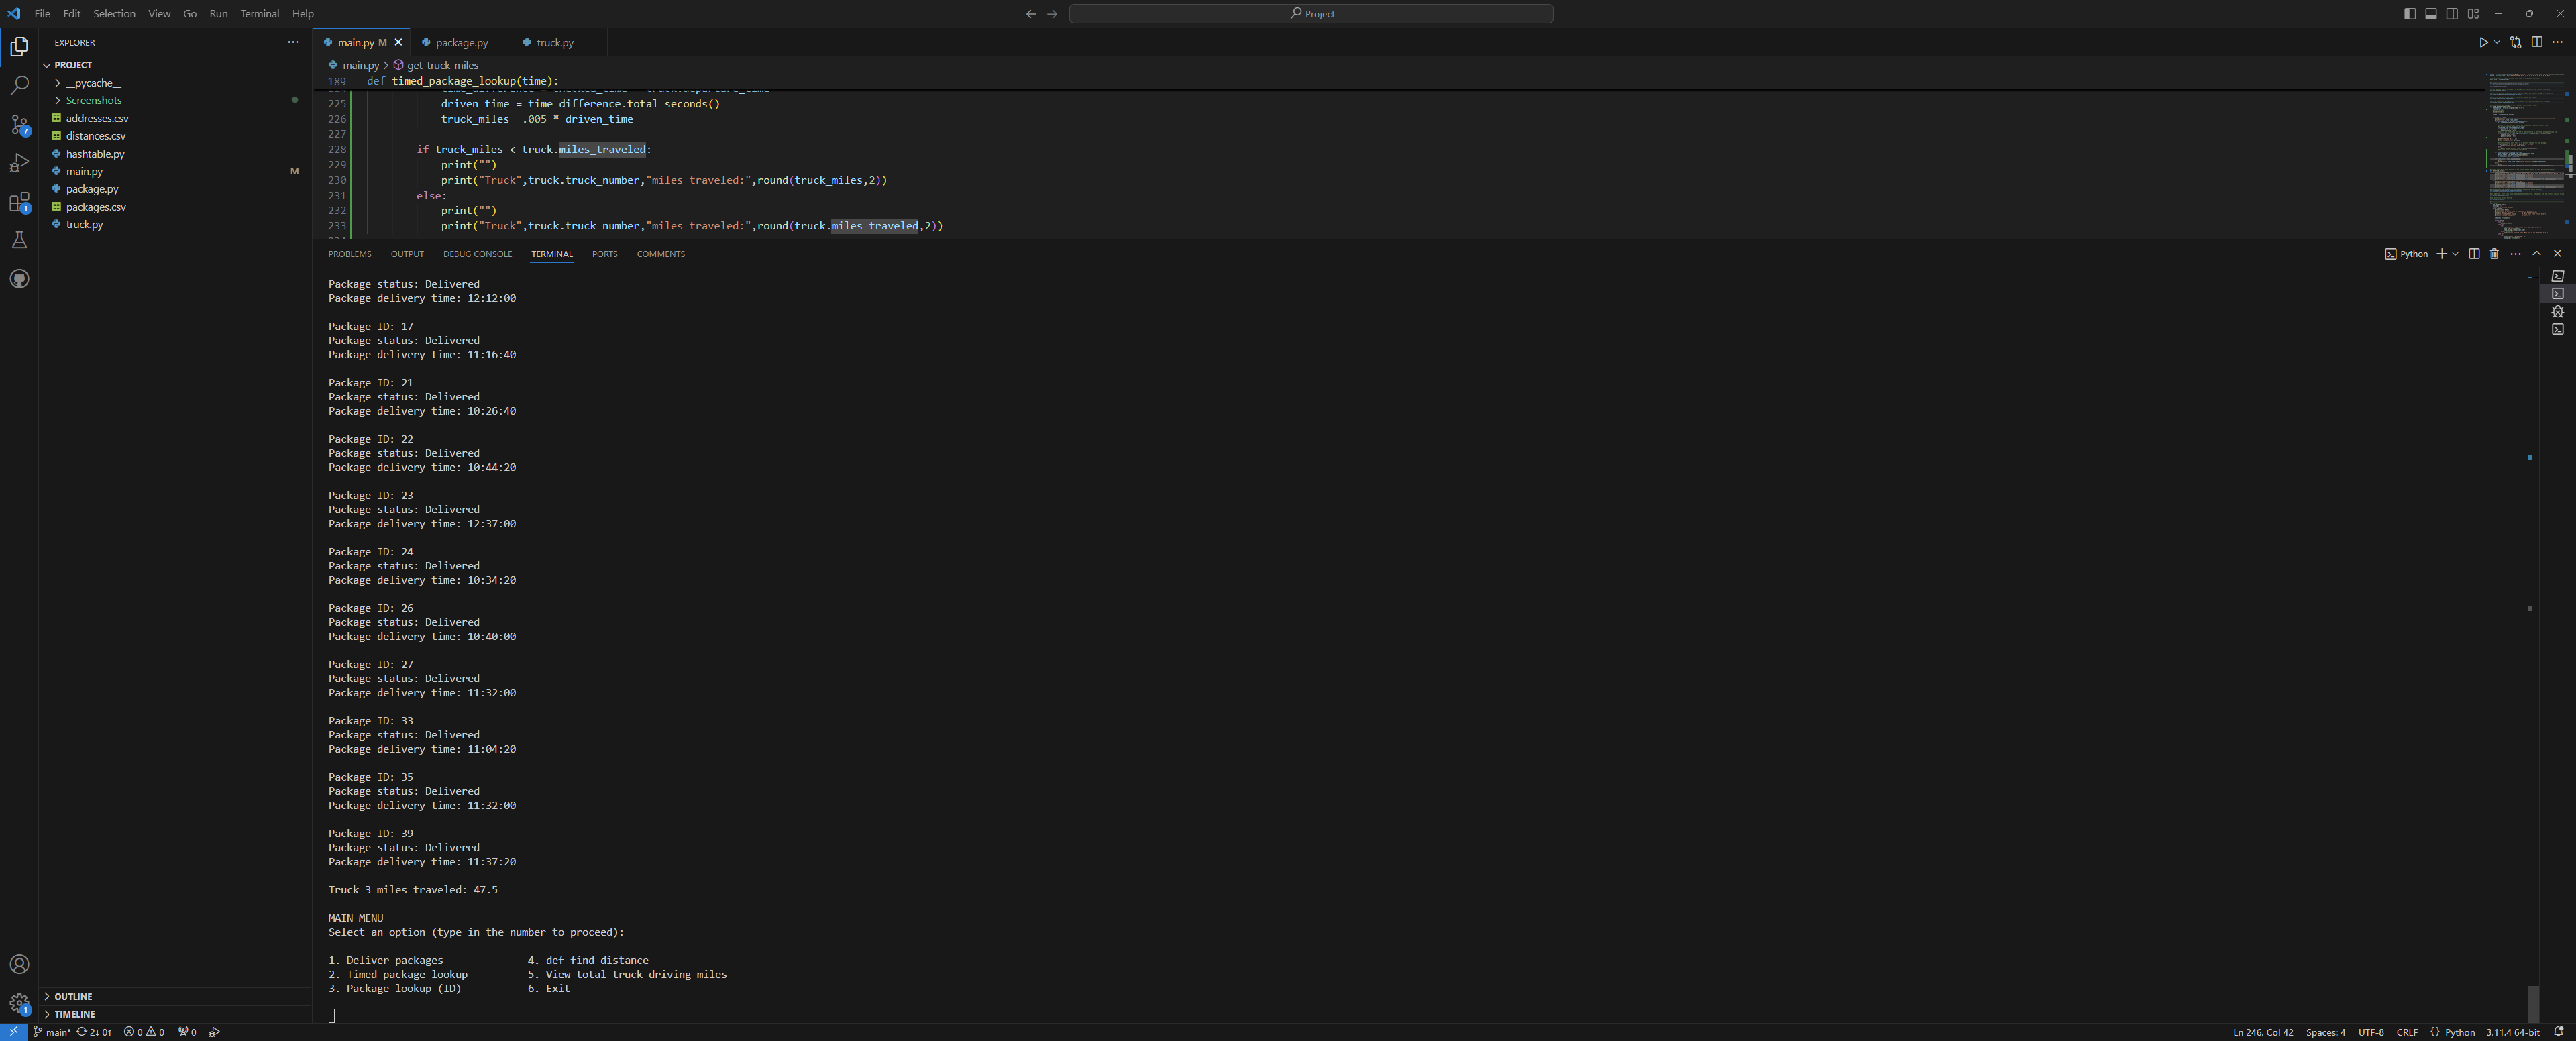 File Edit Selection View Go Run Terminal Help
Project
EXPLORER
PROJECT
__pycache__
Screenshots
addresses.csv
distances.csv
hashtable.py
main.py M
package.py
packages.csv
truck.py
OUTLINE
TIMELINE
7
1
1
main.py M package.py truck.py
main.py > get_truck_miles
189 def timed_package_lookup(time):
225 driven_time = time_difference.total_seconds()
226 truck_miles =.005 * driven_time
227
228 if truck_miles < truck.miles_traveled:
229 print("")
230 print("Truck",truck.truck_number,"miles traveled:",round(truck_miles,2))
231 else:
232 print("")
233 print("Truck",truck.truck_number,"miles traveled:",round(truck.miles_traveled,2))
PROBLEMS OUTPUT DEBUG CONSOLE TERMINAL PORTS COMMENTS
Python
Package status: Delivered
Package delivery time: 12:12:00
Package ID: 17
Package status: Delivered
Package delivery time: 11:16:40
Package ID: 21
Package status: Delivered
Package delivery time: 10:26:40
Package ID: 22
Package status: Delivered
Package delivery time: 10:44:20
Package ID: 23
Package status: Delivered
Package delivery time: 12:37:00
Package ID: 24
Package status: Delivered
Package delivery time: 10:34:20
Package ID: 26
Package status: Delivered
Package delivery time: 10:40:00
Package ID: 27
Package status: Delivered
Package delivery time: 11:32:00
Package ID: 33
Package status: Delivered
Package delivery time: 11:04:20
Package ID: 35
Package status: Delivered
Package delivery time: 11:32:00
Package ID: 39
Package status: Delivered
Package delivery time: 11:37:20
Truck 3 miles traveled: 47.5
MAIN MENU
Select an option (type in the number to proceed):
1. Deliver packages 4. def find distance
2. Timed package lookup 5. View total truck driving miles
3. Package lookup (ID) 6. Exit
main* 2↓ 0↑ 0 0 0
Ln 246, Col 42 Spaces: 4 UTF-8 CRLF Python 3.11.4 64-bit